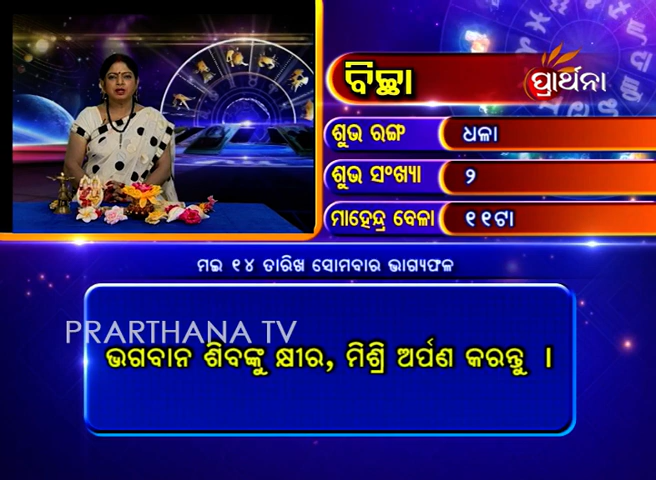 ବିଚ୍ଛା
ପ୍ରାର୍ଥନା
ଶୁଭ ରଙ୍ଗ ଧଳା
ଶୁଭ ସଂଖ୍ୟା ୨
ମାହେନ୍ଦ୍ର ବେଳା ୧୧ଟା
ମଇ ୧୪ ତାରିଖ ସୋମବାର ଭାଗ୍ୟଫଳ
PRARTHANA TV
ଭଗବାନ ଶିବଙ୍କୁ କ୍ଷୀର, ମିଶ୍ରି ଅର୍ପଣ କରନ୍ତୁ ।